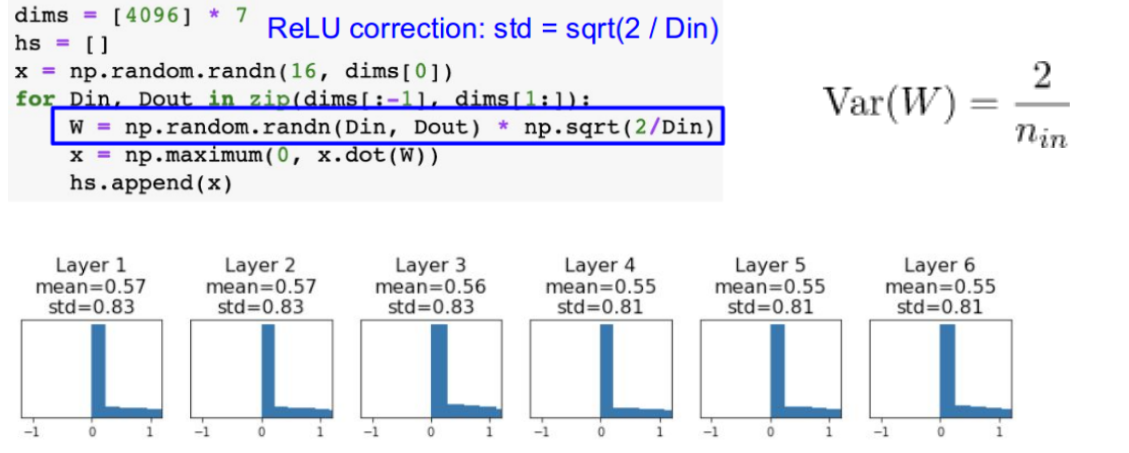 dims = [4096] * 7
ReLU correction: std = sqrt(2 / Din)
hs = []
x = np.random.randn(16, dims[0])
for Din, Dout in zip(dims[:-1], dims[1:]):
W = np.random.randn(Din, Dout) * np.sqrt(2/Din)
x = np.maximum(0, x.dot(W))
hs.append(x)
Var(W) = 2 / n_in
Layer 1
mean=0.57
std=0.83
-1 0 1
Layer 2
mean=0.57
std=0.83
-1 0 1
Layer 3
mean=0.56
std=0.83
-1 0 1
Layer 4
mean=0.55
std=0.81
-1 0 1
Layer 5
mean=0.55
std=0.81
-1 0 1
Layer 6
mean=0.55
std=0.81
-1 0 1